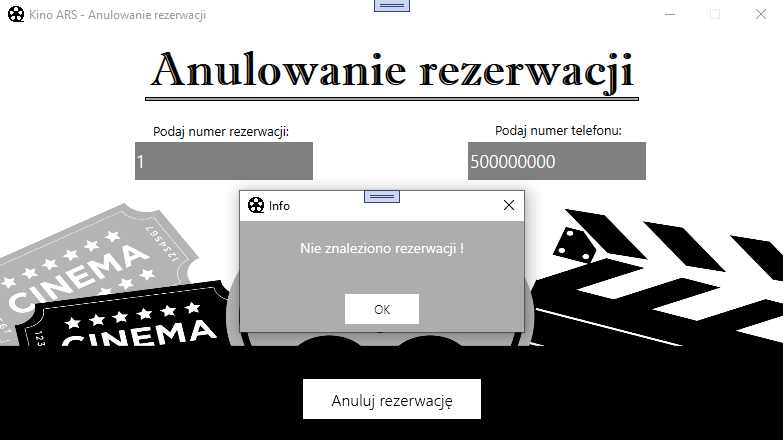 Kino ARS - Anulowanie rezerwacji
Anulowanie rezerwacji
Podaj numer rezerwacji:
Podaj numer telefonu:
1
500000000
Info
Nie znaleziono rezerwacji !
OK
1234567
CINEMA
CINEMA
Anuluj rezerwację